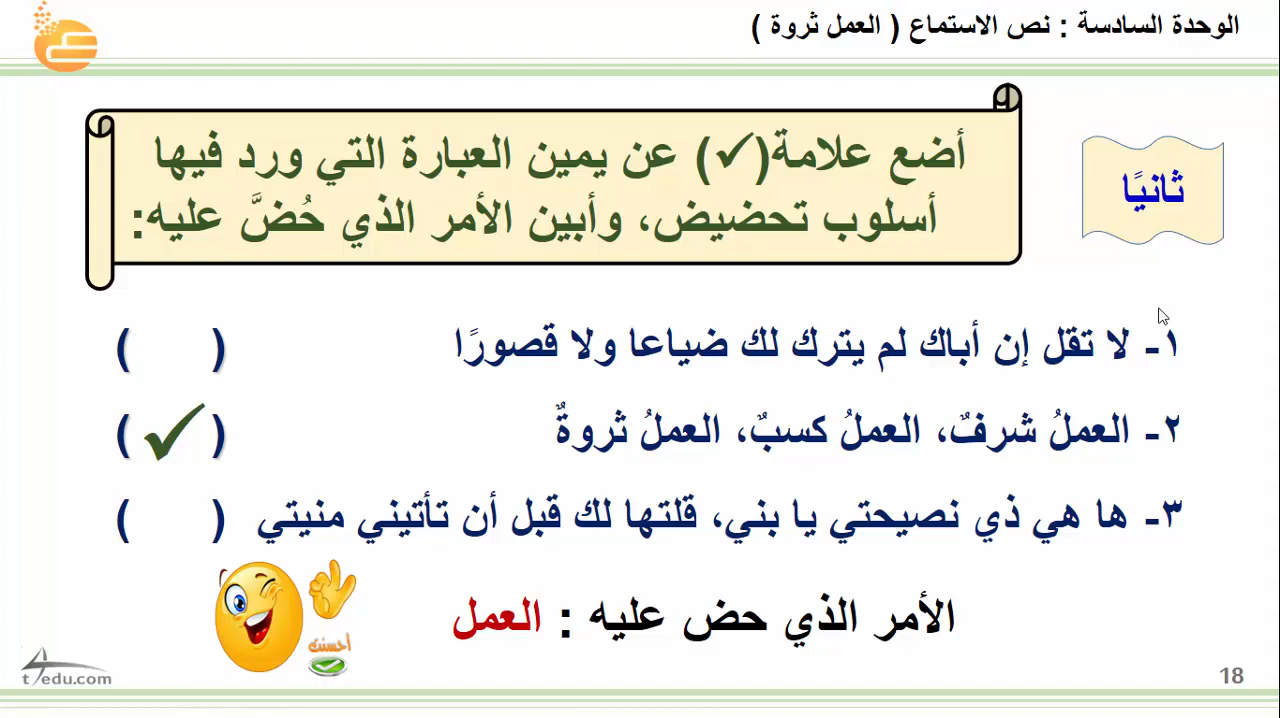 الوحدة السادسة : نص الاستماع ( العمل ثروة )
ثانيًا
أضع علامة(✓) عن يمين العبارة التي ورد فيها
أسلوب تحضيض، وأبين الأمر الذي حُضَّ عليه:
١- لا تقل إن أباك لم يترك لك ضياعا ولا قصورًا ( )
٢- العملُ شرفٌ، العملُ كسبٌ، العملُ ثروةٌ (✓)
٣- ها هي ذي نصيحتي يا بني، قلتها لك قبل أن تأتيني منيتي ( )
الأمر الذي حض عليه : العمل
أحسنت
t4edu.com
18